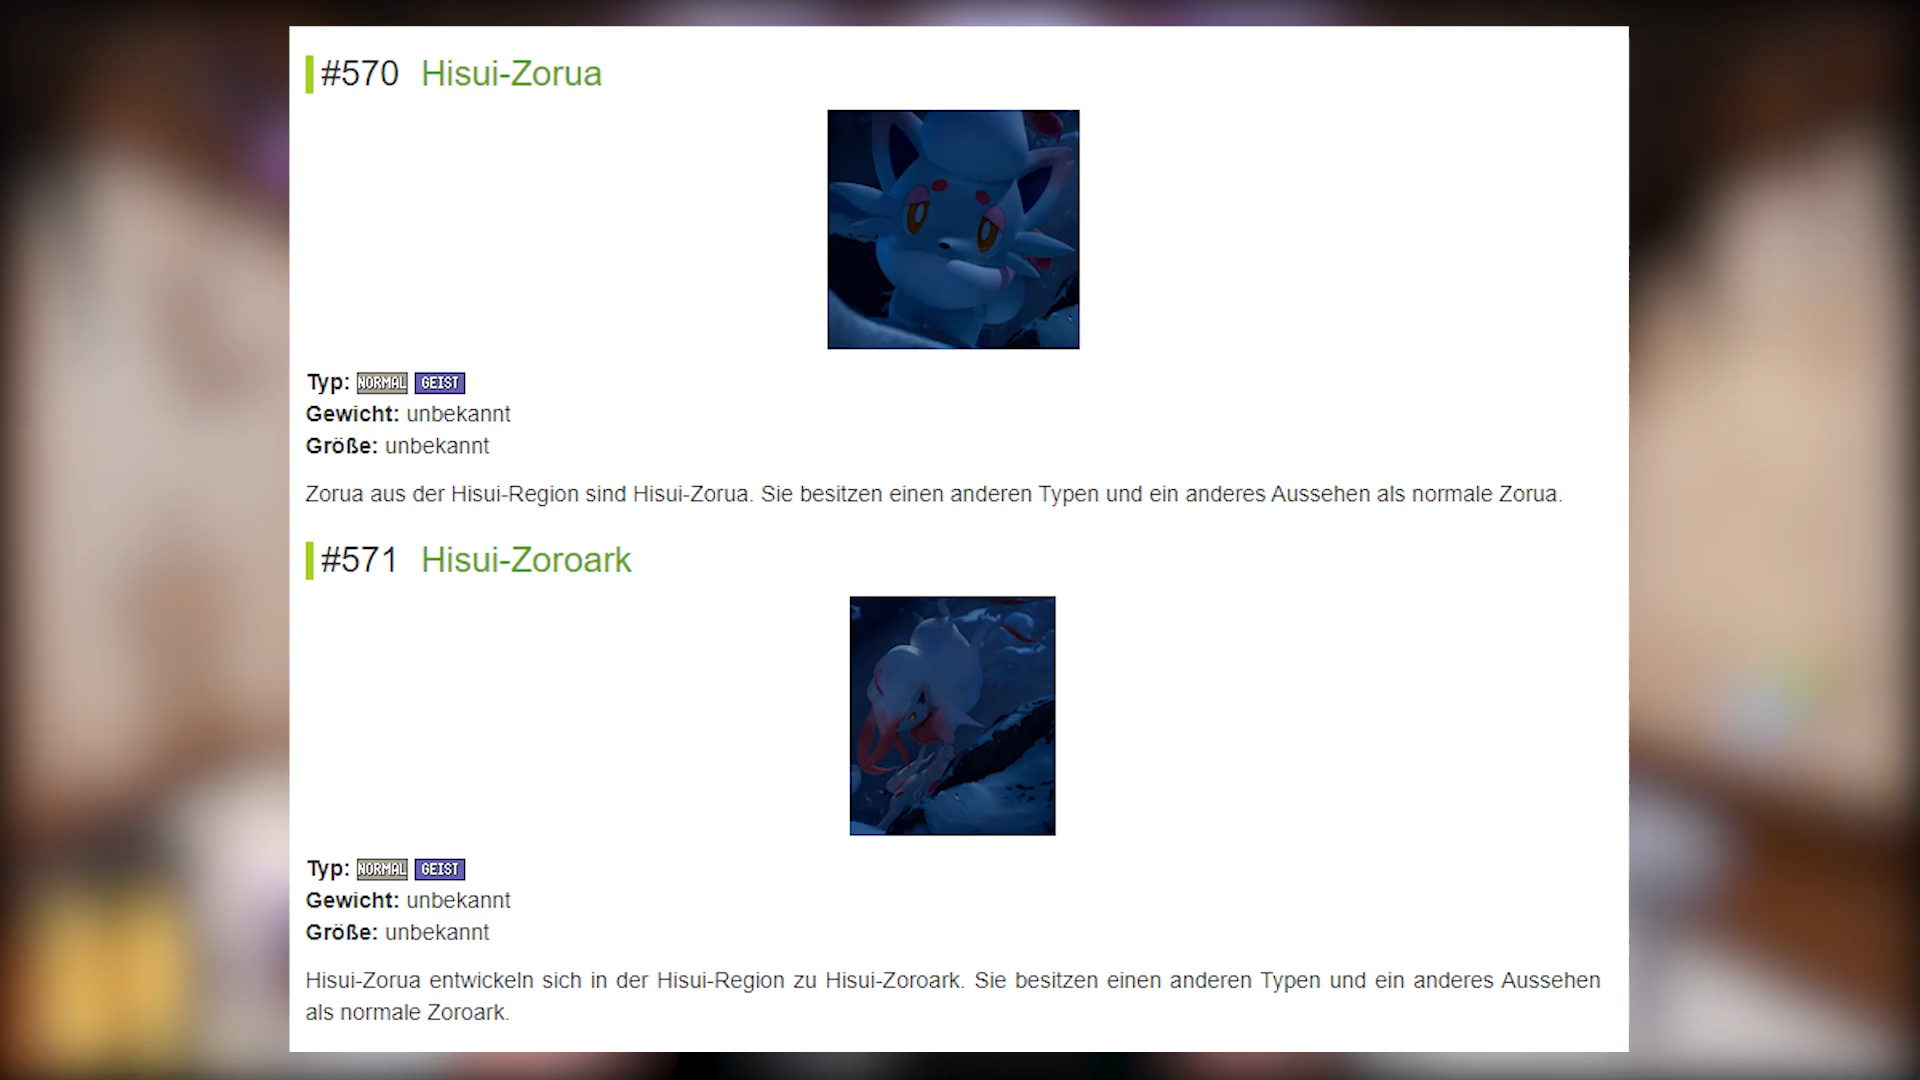 #570 Hisui-Zorua
Typ: NORMAL GEIST
Gewicht: unbekannt
Größe: unbekannt
Zorua aus der Hisui-Region sind Hisui-Zorua. Sie besitzen einen anderen Typen und ein anderes Aussehen als normale Zorua.
#571 Hisui-Zoroark
Typ: NORMAL GEIST
Gewicht: unbekannt
Größe: unbekannt
Hisui-Zorua entwickeln sich in der Hisui-Region zu Hisui-Zoroark. Sie besitzen einen anderen Typen und ein anderes Aussehen
als normale Zoroark.